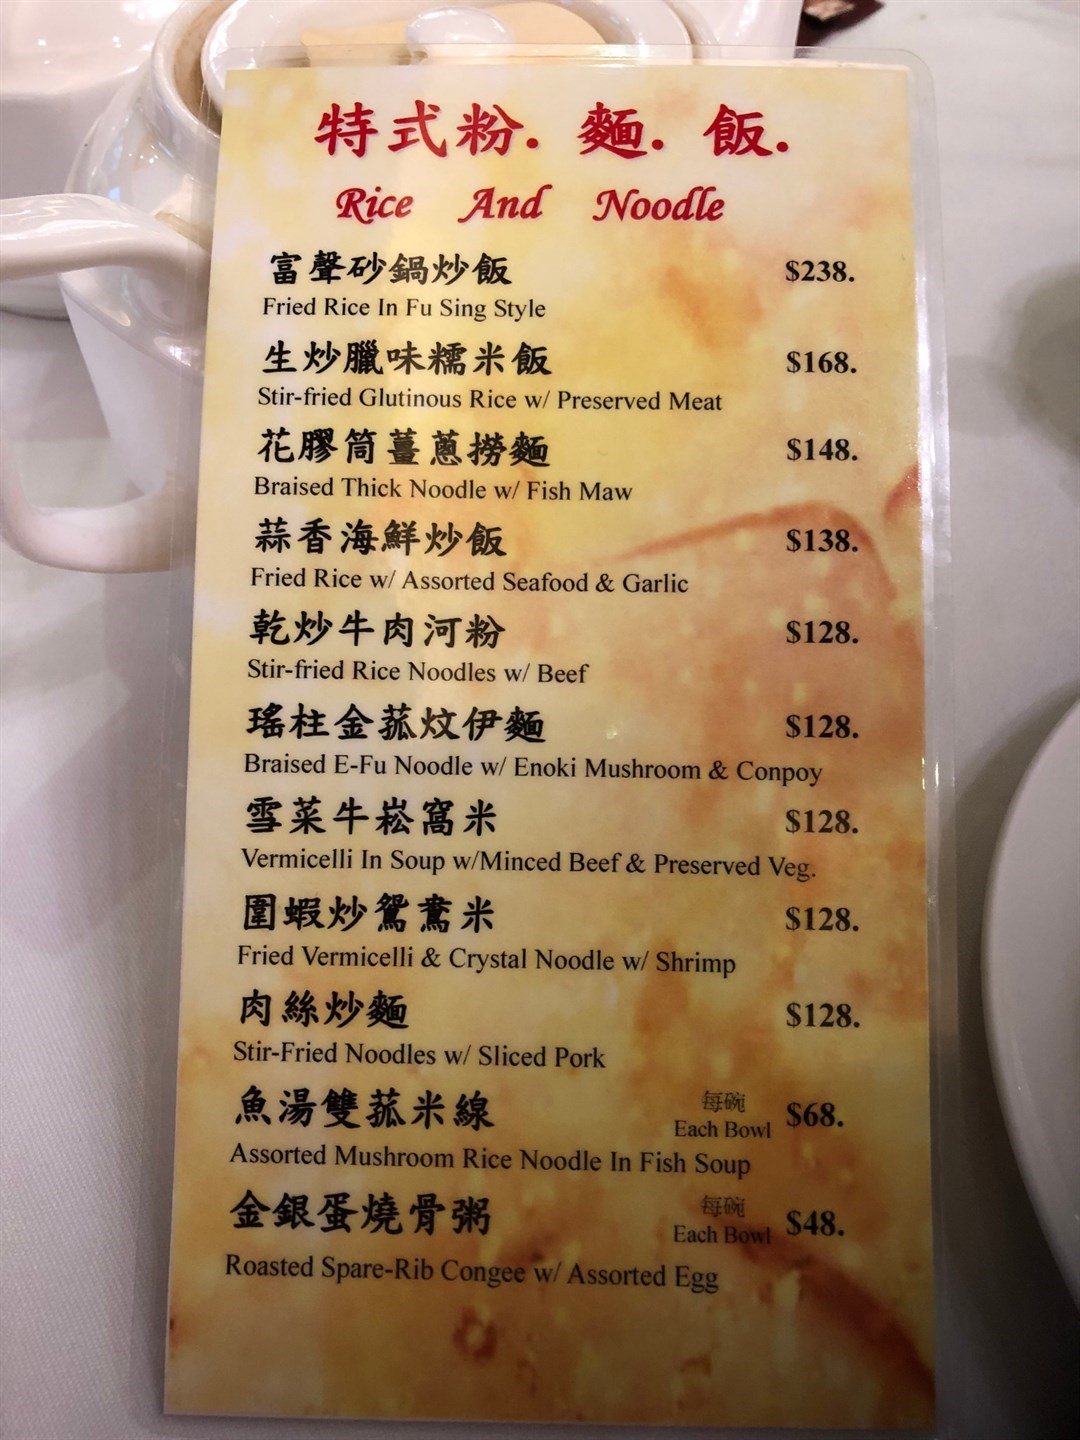 特式粉. 麵. 飯.
Rice And Noodle
富聲砂鍋炒飯 $238.
Fried Rice In Fu Sing Style
生炒臘味糯米飯 $168.
Stir-fried Glutinous Rice w/ Preserved Meat
花膠筒薑蔥撈麵 $148.
Braised Thick Noodle w/ Fish Maw
蒜香海鮮炒飯 $138.
Fried Rice w/ Assorted Seafood & Garlic
乾炒牛肉河粉 $128.
Stir-fried Rice Noodles w/ Beef
瑤柱金菰炆伊麵 $128.
Braised E-Fu Noodle w/ Enoki Mushroom & Conpoy
雪菜牛崧窩米 $128.
Vermicelli In Soup w/Minced Beef & Preserved Veg.
圍蝦炒鴛鴦米 $128.
Fried Vermicelli & Crystal Noodle w/ Shrimp
肉絲炒麵 $128.
Stir-Fried Noodles w/ Sliced Pork
魚湯雙菰米線 每碗 Each Bowl $68.
Assorted Mushroom Rice Noodle In Fish Soup
金銀蛋燒骨粥 每碗 Each Bowl $48.
Roasted Spare-Rib Congee w/ Assorted Egg